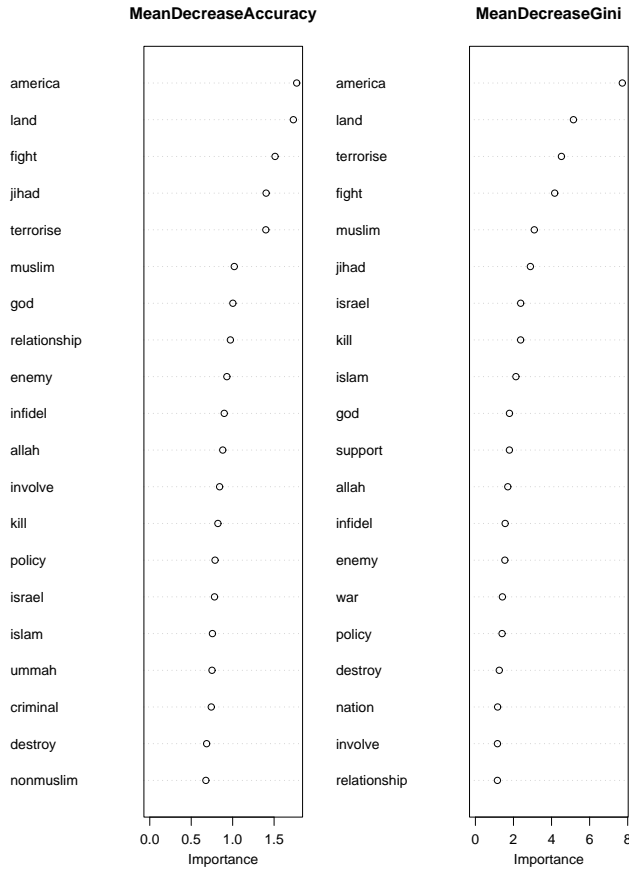 MeanDecreaseAccuracy
america
land
fight
jihad
terrorise
muslim
god
relationship
enemy
infidel
allah
involve
kill
policy
israel
islam
ummah
criminal
destroy
nonmuslim
0.0 0.5 1.0 1.5
Importance
MeanDecreaseGini
america
land
terrorise
fight
muslim
jihad
israel
kill
islam
god
support
allah
infidel
enemy
war
policy
destroy
nation
involve
relationship
0 2 4 6 8
Importance